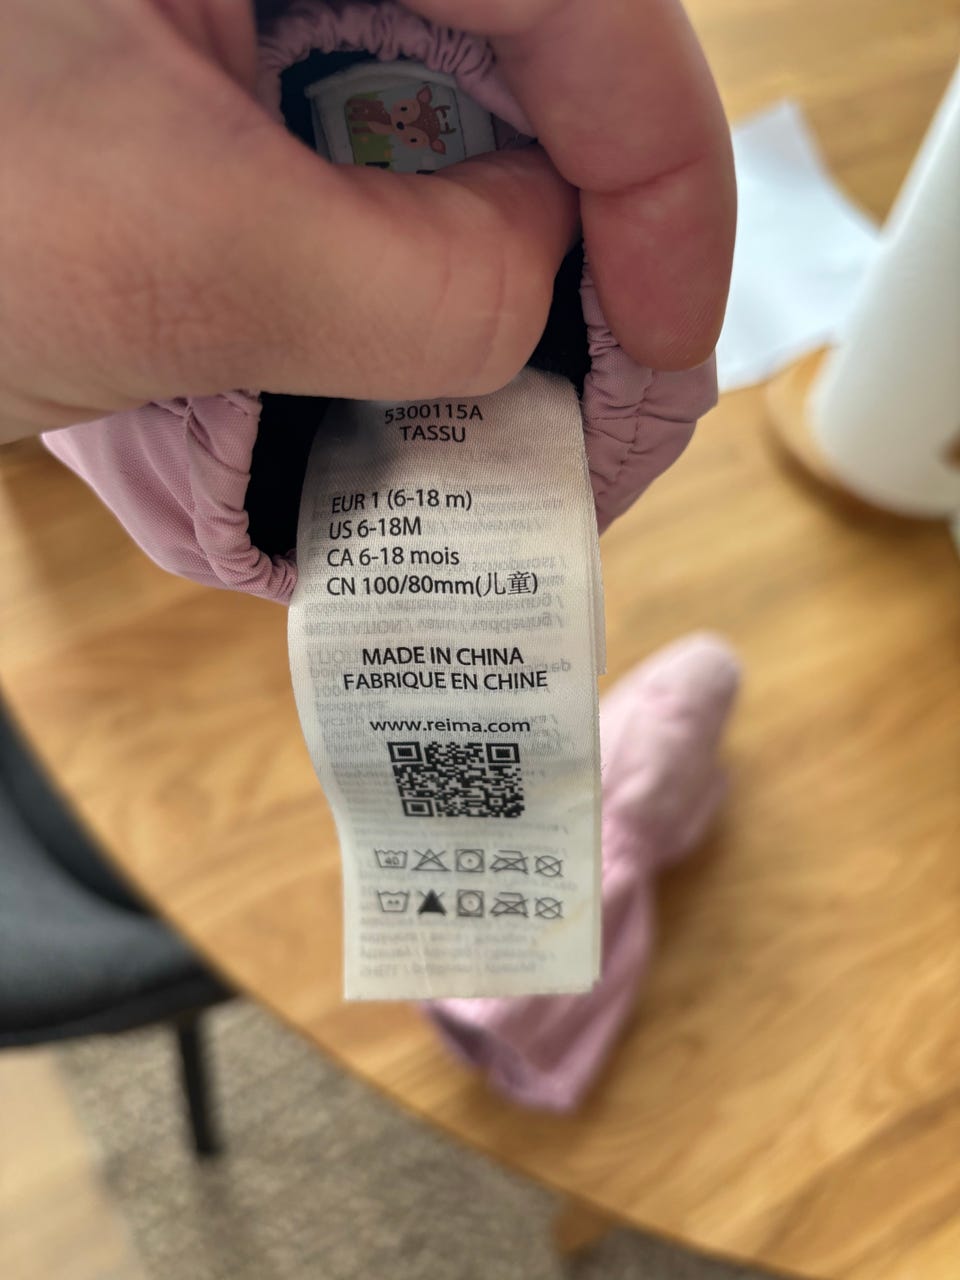 5300115A
TASSU
EUR 1 (6-18 m)
US 6-18M
CA 6-18 mois
CN 100/80mm(儿童)
MADE IN CHINA
FABRIQUE EN CHINE
www.reima.com
40